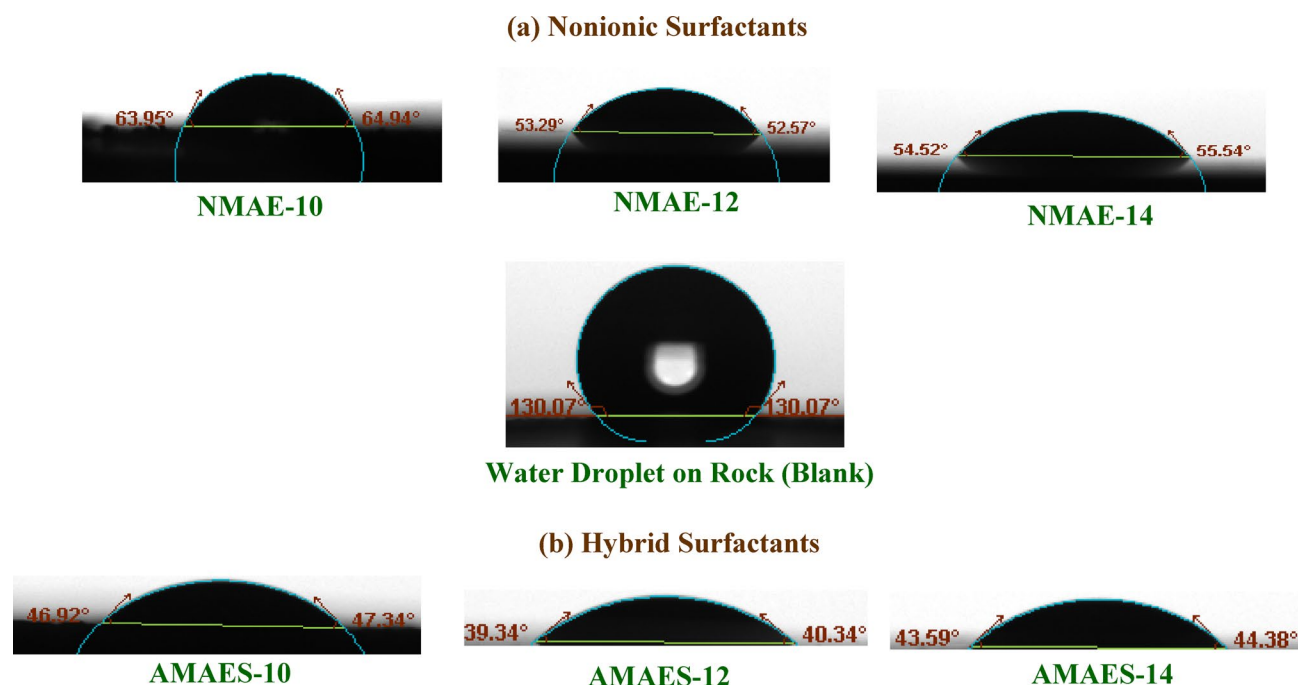 (a) Nonionic Surfactants
63.95° 64.94°
53.29° 52.57°
54.52° 55.54°
NMAE-10
NMAE-12
NMAE-14
130.07° 130.07°
Water Droplet on Rock (Blank)
(b) Hybrid Surfactants
46.92° 47.34°
39.34° 40.34°
43.59° 44.38°
AMAES-10
AMAES-12
AMAES-14